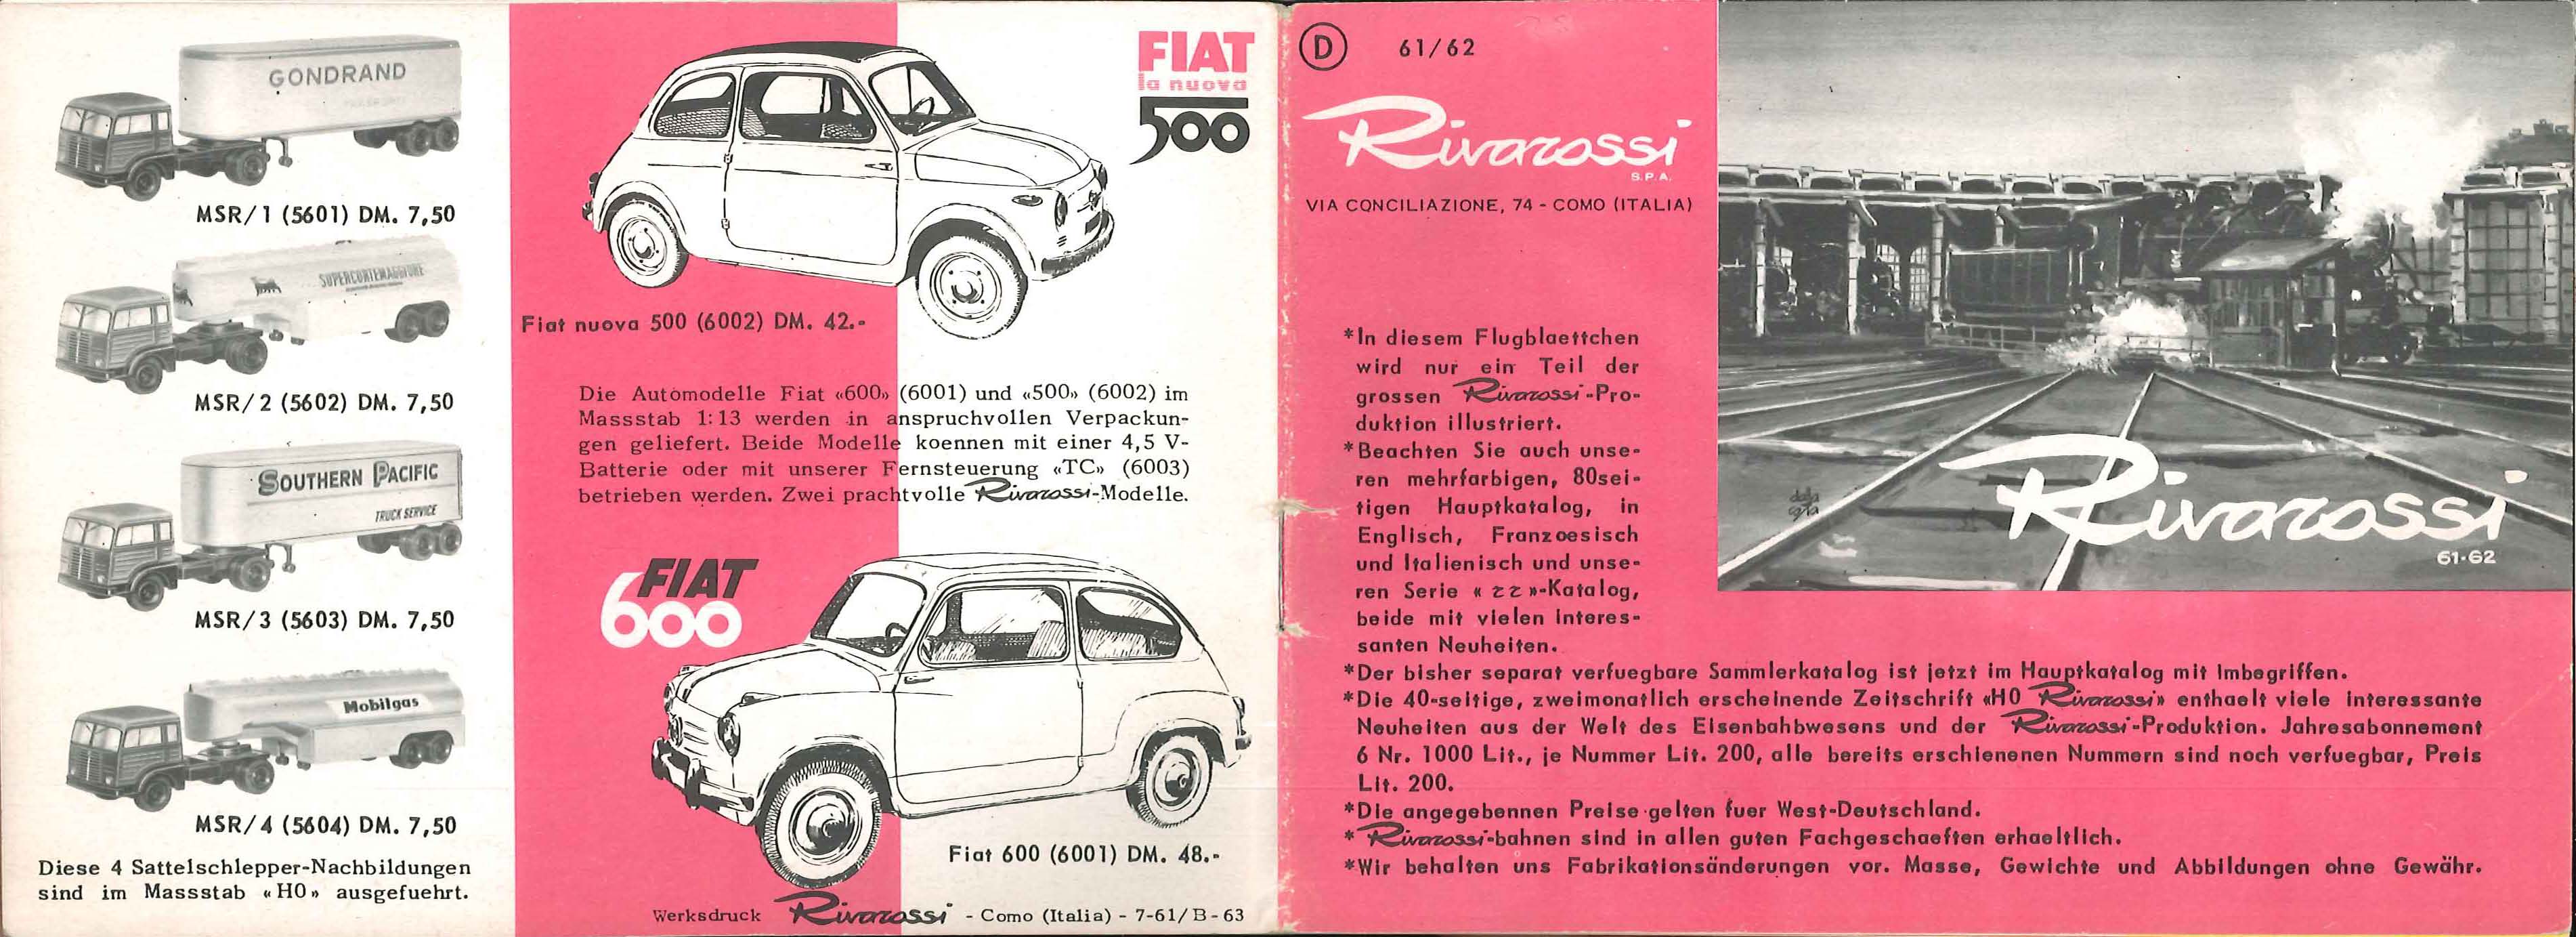 GONDRAND
MSR/1 (5601) DM. 7,50
SUPERCORTEMAGGIORE
MSR/2 (5602) DM. 7,50
SOUTHERN PACIFIC
TRUCK SERVICE
MSR/3 (5603) DM. 7,50
Mobilgas
MSR/4 (5604) DM. 7,50
Diese 4 Sattelschlepper-Nachbildungen
sind im Massstab «HO» ausgefuehrt.
FIAT
la nuova
500
Fiat nuova 500 (6002) DM. 42.-
Die Automodelle Fiat «600» (6001) und «500» (6002) im
Massstab 1:13 werden in anspruchvollen Verpackun-
gen geliefert. Beide Modelle koennen mit einer 4,5 V-
Batterie oder mit unserer Fernsteuerung «TC» (6003)
betrieben werden. Zwei prachtvolle Rivarossi-Modelle.
FIAT
600
Fiat 600 (6001) DM. 48.-
Werksdruck Rivarossi - Como (Italia) - 7-61/B-63
D 61/62
Rivarossi
S.P.A.
VIA CONCILIAZIONE, 74 - COMO (ITALIA)
*In diesem Flugblaettchen
wird nur ein Teil der
grossen Rivarossi-Pro-
duktion illustriert.
*Beachten Sie auch unse-
ren mehrfarbigen, 80sei-
tigen Hauptkatalog, in
Englisch, Franzoesisch
und Italienisch und unse-
ren Serie «rr»-Katalog,
beide mit vielen interes-
santen Neuheiten.
*Der bisher separat verfuegbare Sammlerkatalog ist jetzt im Hauptkatalog mit Imbegriffen.
*Die 40-seitige, zweimonatlich erscheinende Zeitschrift «HO Rivarossi» enthaelt viele interessante
Neuheiten aus der Welt des Eisenbahbwesens und der Rivarossi-Produktion. Jahresabonnement
6 Nr. 1000 Lit., je Nummer Lit. 200, alle bereits erschienenen Nummern sind noch verfuegbar, Preis
Lit. 200.
*Die angegebennen Preise gelten fuer West-Deutschland.
* Rivarossi-bahnen sind in allen guten Fachgeschaeften erhaeltlich.
*Wir behalten uns Fabrikationsänderungen vor. Masse, Gewichte und Abbildungen ohne Gewähr.
dalla
costa
Rivarossi
61-62